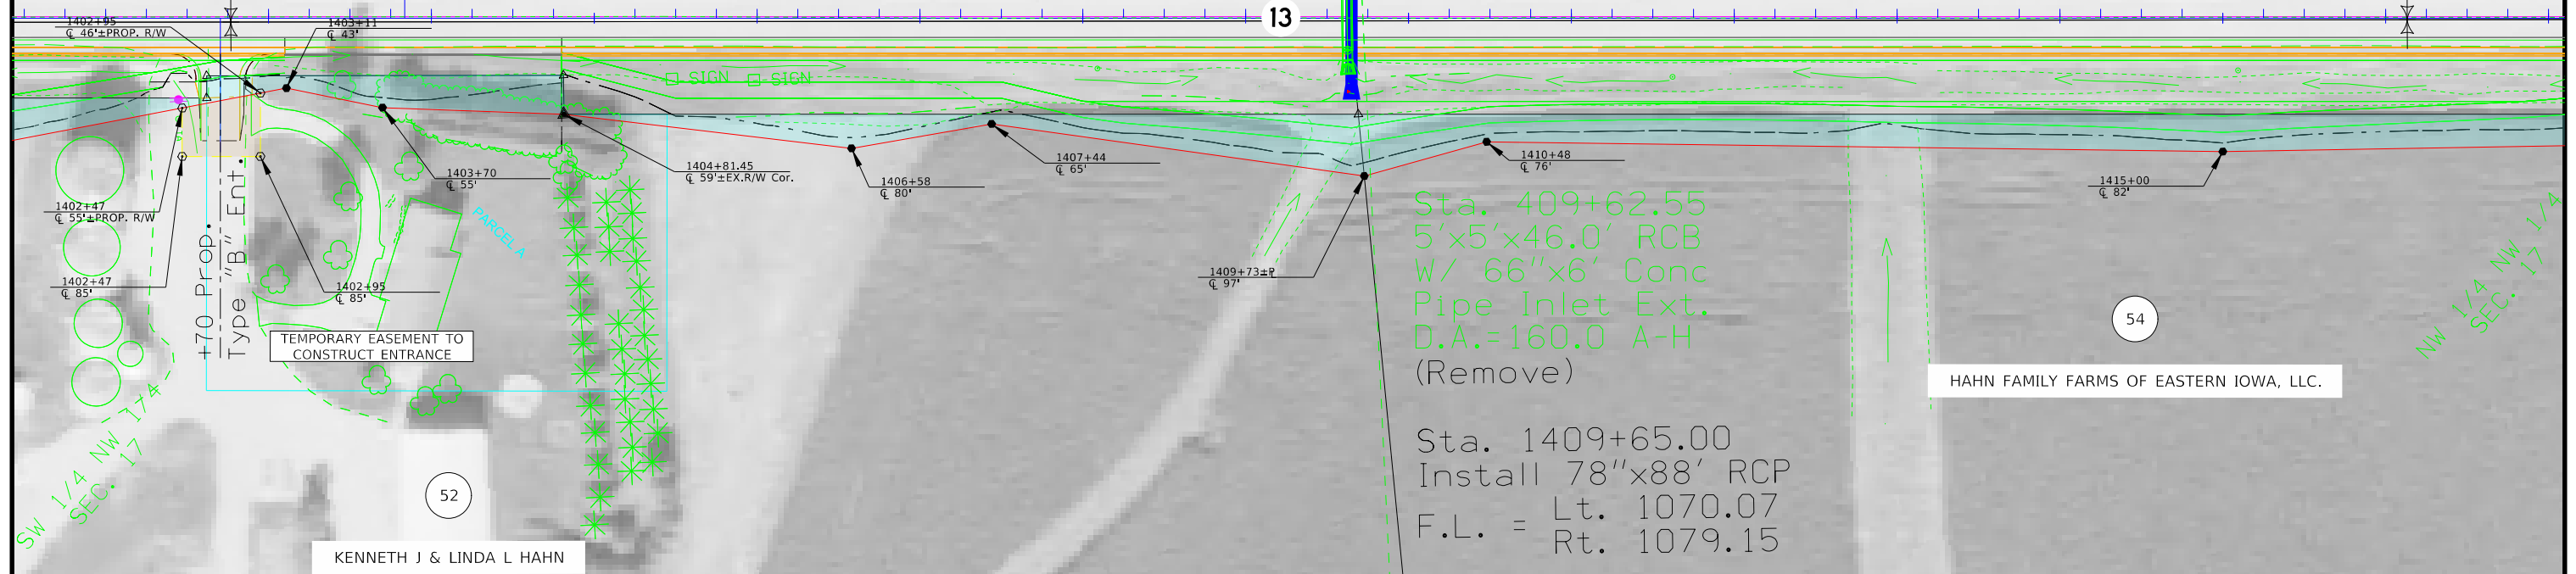 13
1402+95
℄ 46'±PROP. R/W
1403+11
℄ 43'
SIGN
SIGN
1402+47
℄ 55'±PROP. R/W
1402+47
℄ 85'
+70 Prop.
Type "B" Ent.
1402+95
℄ 85'
1403+70
℄ 55'
PARCEL A
1404+81.45
℄ 59'±EX.R/W Cor.
1406+58
℄ 80'
1407+44
℄ 65'
1409+73±
℄ 97'
1410+48
℄ 76'
1415+00
℄ 82'
TEMPORARY EASEMENT TO
CONSTRUCT ENTRANCE
Sta. 409+62.55
5'x5'x46.0' RCB
W/ 66"x6' Conc
Pipe Inlet Ext.
D.A.=160.0 A-H
(Remove)
Sta. 1409+65.00
Install 78"x88' RCP
F.L. = Lt. 1070.07
Rt. 1079.15
54
HAHN FAMILY FARMS OF EASTERN IOWA, LLC.
NW 1/4 NW 1/4
SEC. 17
SW 1/4 NW 1/4
SEC. 17
52
KENNETH J & LINDA L HAHN